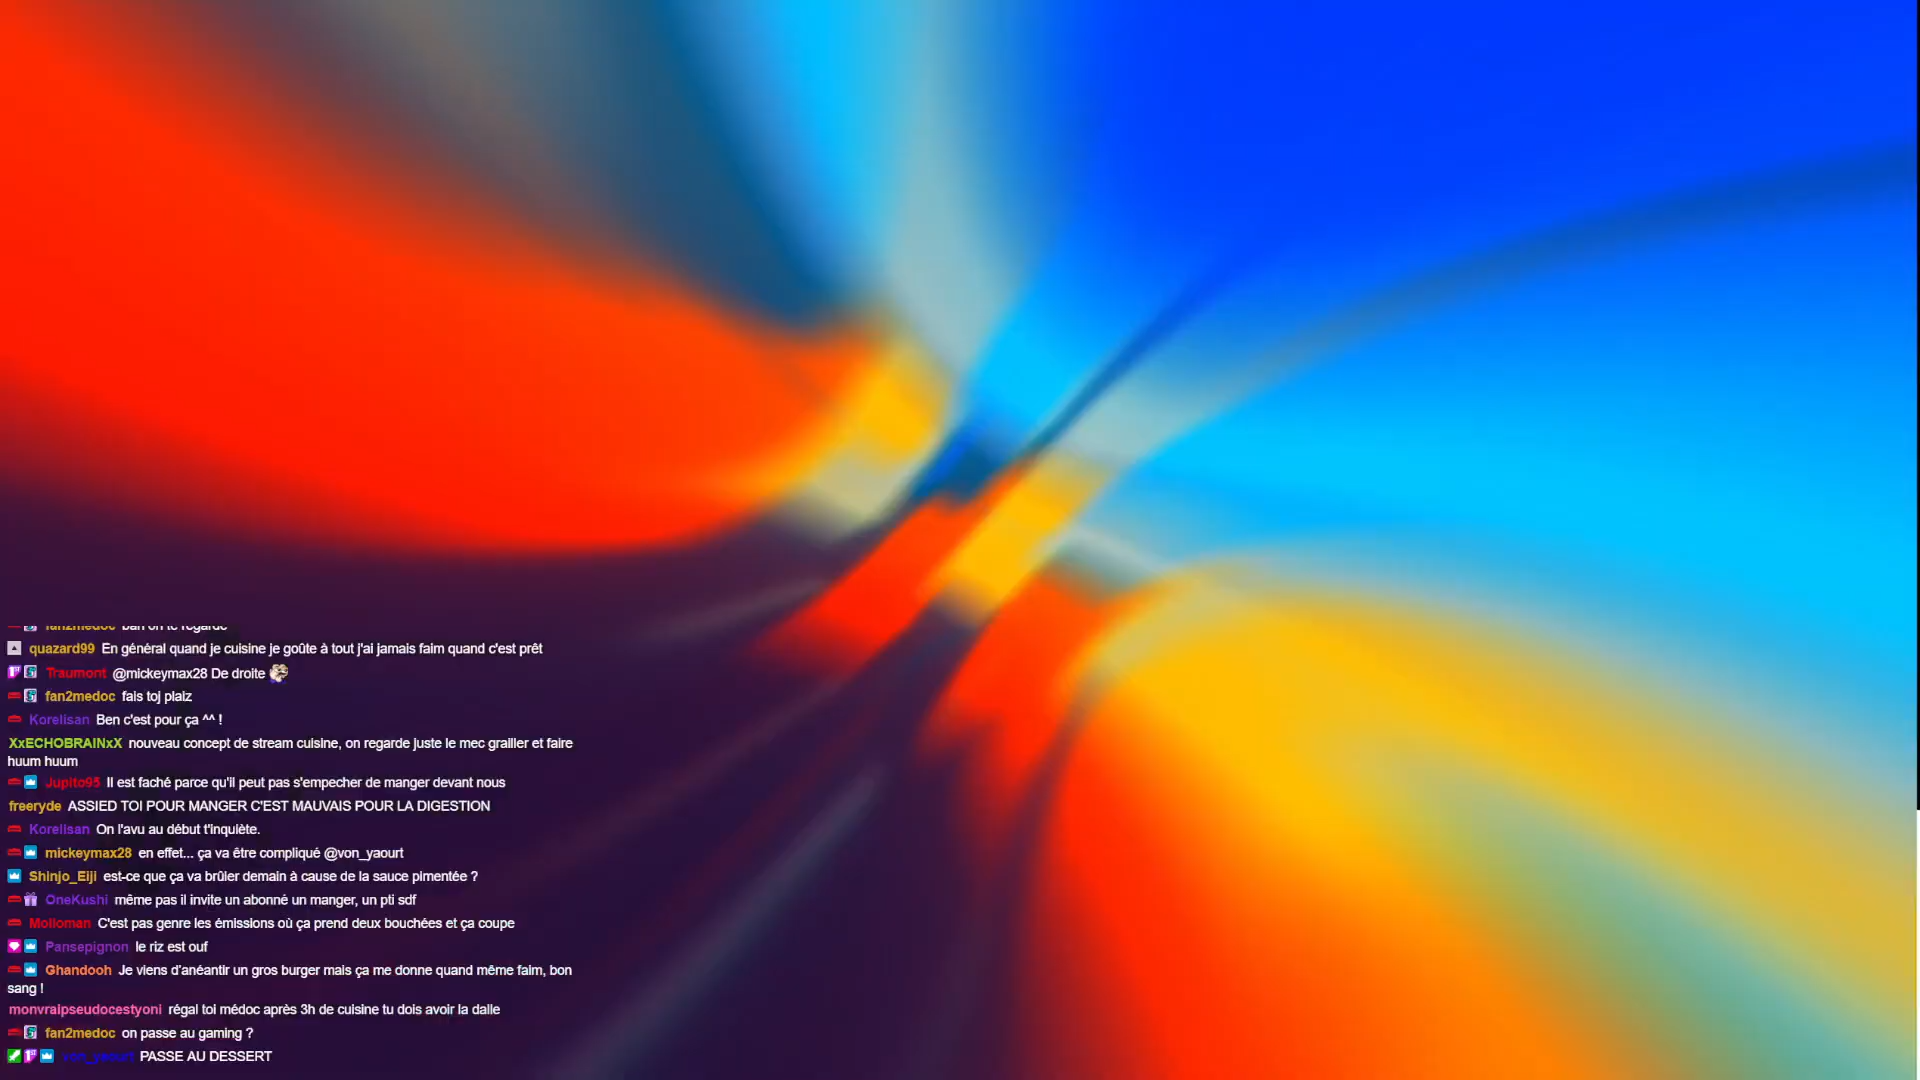 fan2medoc bah on te regarde
quazard99 En général quand je cuisine je goûte à tout j'ai jamais faim quand c'est prêt
Traumont @mickeymax28 De droite
fan2medoc fais toj plaiz
Korelisan Ben c'est pour ça ^^ !
XxECHOBRAINxX nouveau concept de stream cuisine, on regarde juste le mec grailler et faire
huum huum
Jupito95 Il est faché parce qu'il peut pas s'empecher de manger devant nous
freeryde ASSIED TOI POUR MANGER C'EST MAUVAIS POUR LA DIGESTION
Korelisan On l'avu au début t'inquiète.
mickeymax28 en effet... ça va être compliqué @von_yaourt
Shinjo_Eiji est-ce que ça va brûler demain à cause de la sauce pimentée ?
OneKushi même pas il invite un abonné un manger, un pti sdf
Molloman C'est pas genre les émissions où ça prend deux bouchées et ça coupe
Pansepignon le riz est ouf
Ghandooh Je viens d'anéantir un gros burger mais ça me donne quand même faim, bon
sang !
monvraipseudocestyoni régal toi médoc après 3h de cuisine tu dois avoir la dalle
fan2medoc on passe au gaming ?
von_yaourt PASSE AU DESSERT